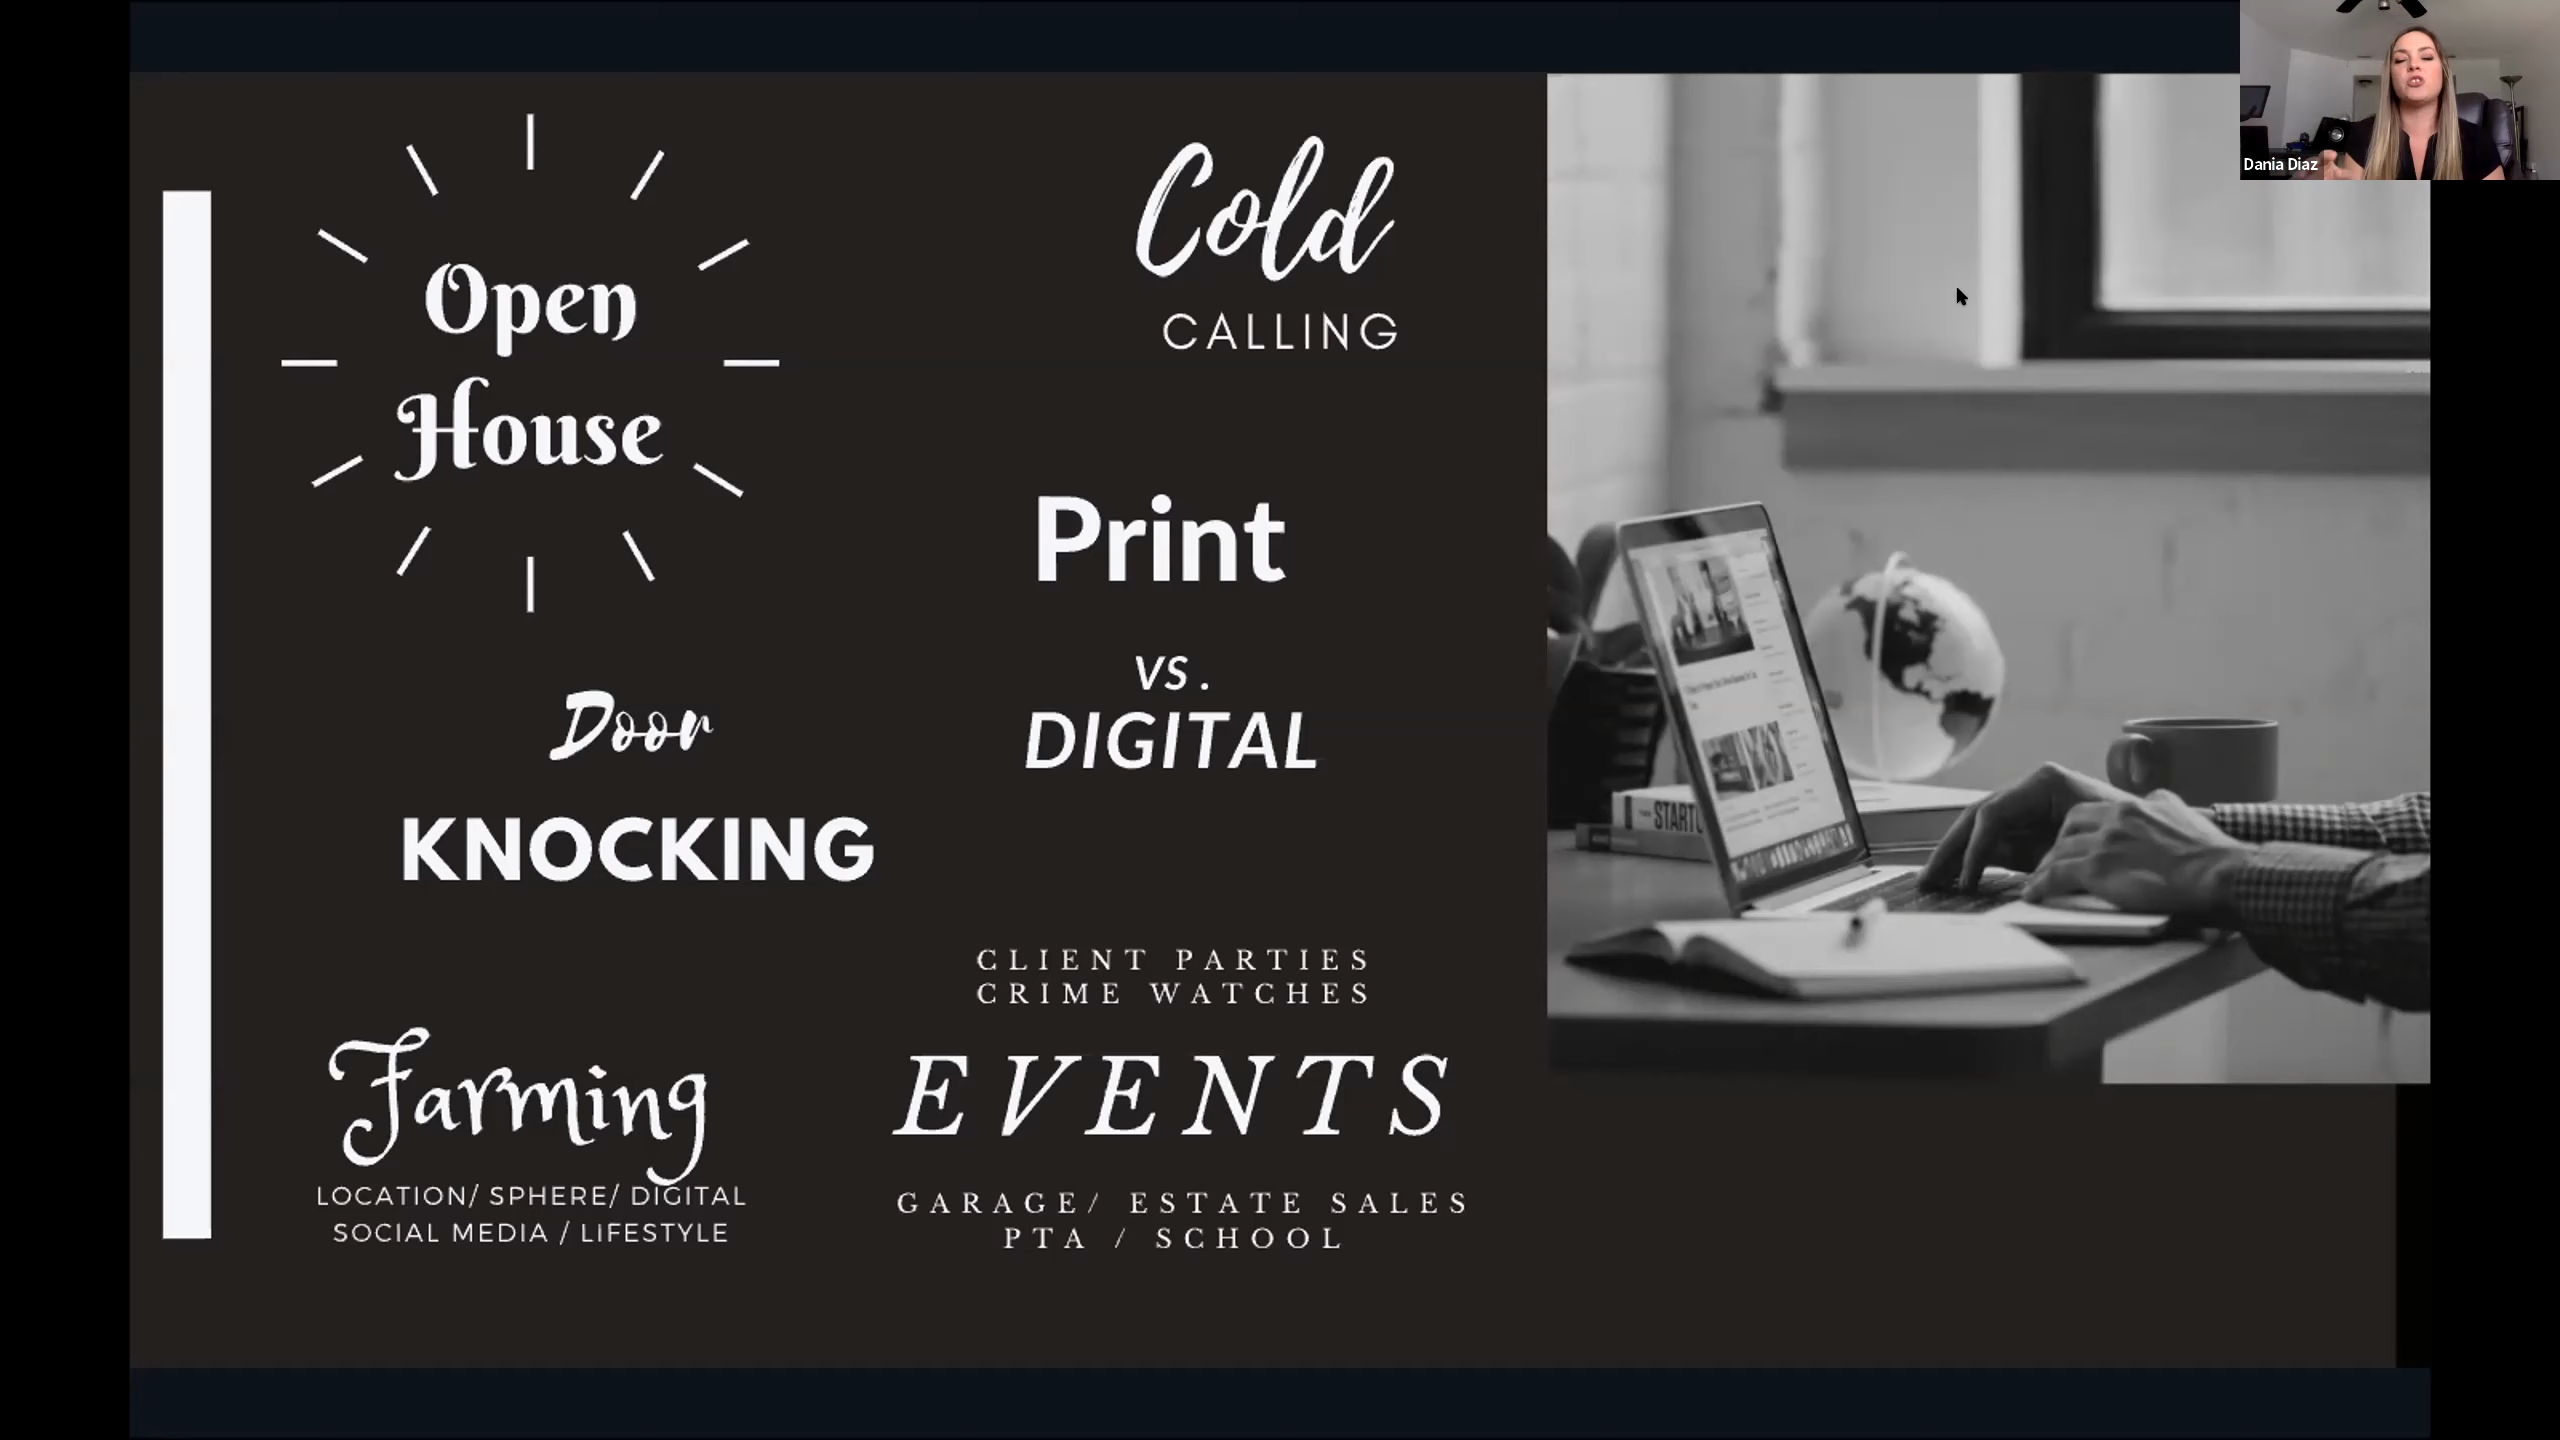 Open
House
Cold
CALLING
Print
vs.
DIGITAL
Door
KNOCKING
CLIENT PARTIES
CRIME WATCHES
EVENTS
GARAGE/ ESTATE SALES
PTA / SCHOOL
Farming
LOCATION/ SPHERE/ DIGITAL
SOCIAL MEDIA / LIFESTYLE
Dania Diaz
STARTU